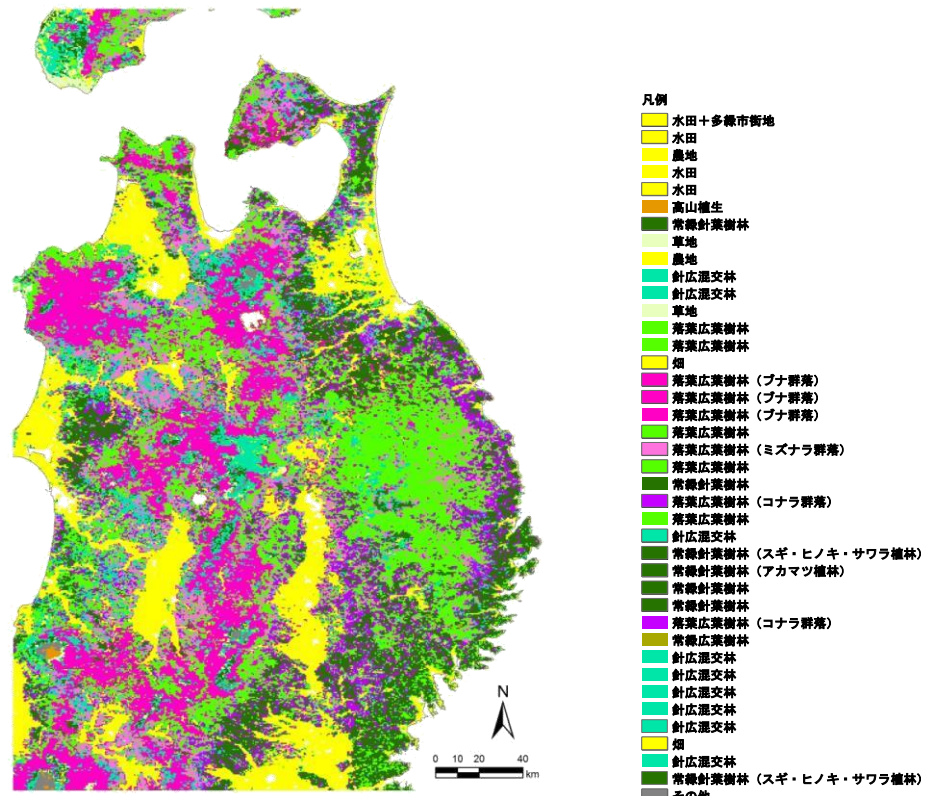 凡例
水田＋多緑市街地
水田
農地
水田
水田
高山植生
常緑針葉樹林
草地
農地
針広混交林
針広混交林
草地
落葉広葉樹林
落葉広葉樹林
畑
落葉広葉樹林（ブナ群落）
落葉広葉樹林（ブナ群落）
落葉広葉樹林（ブナ群落）
落葉広葉樹林
落葉広葉樹林（ミズナラ群落）
落葉広葉樹林
常緑針葉樹林
落葉広葉樹林（コナラ群落）
落葉広葉樹林
針広混交林
常緑針葉樹林（スギ・ヒノキ・サワラ植林）
常緑針葉樹林（アカマツ植林）
常緑針葉樹林
常緑針葉樹林
落葉広葉樹林（コナラ群落）
常緑広葉樹林
針広混交林
針広混交林
針広混交林
針広混交林
針広混交林
畑
針広混交林
常緑針葉樹林（スギ・ヒノキ・サワラ植林）
その他
N
0 10 20 40
km